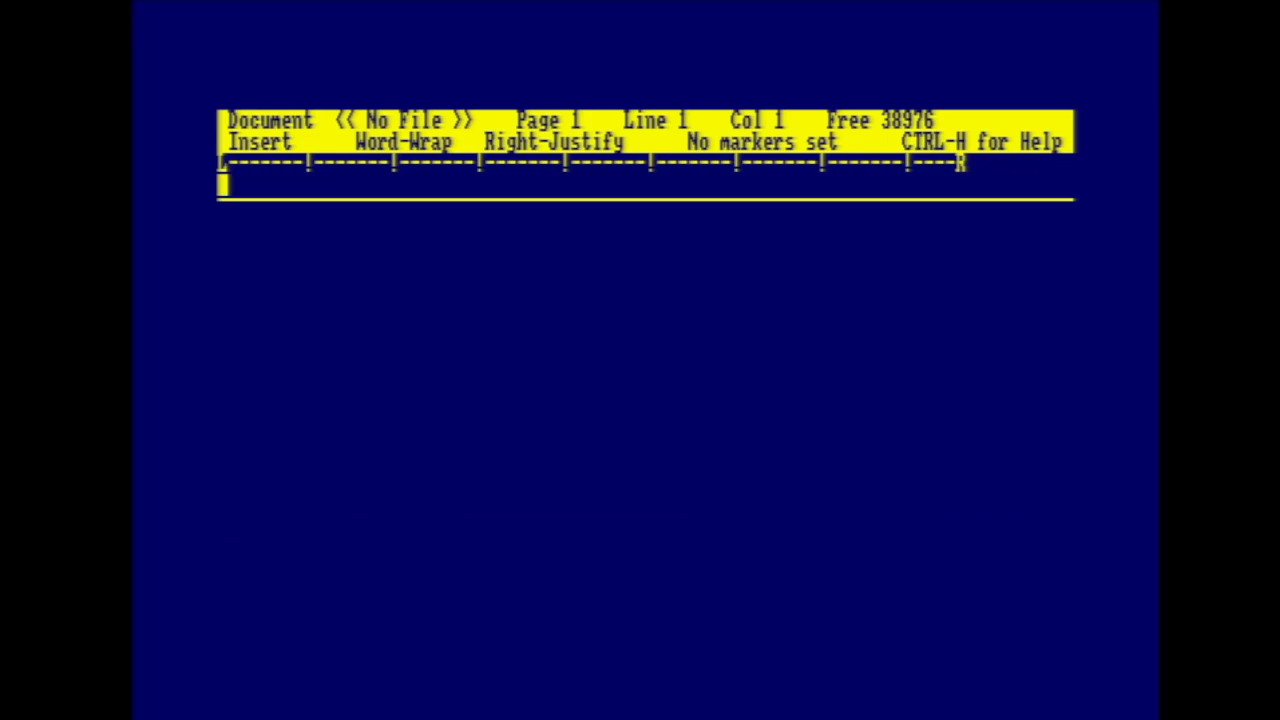 Document << No File >> Page 1 Line 1 Col 1 Free 38976
Insert Word-Wrap Right-Justify No markers set CTRL-H for Help
L-------!-------!-------!-------!-------!-------!-------!-------!----R